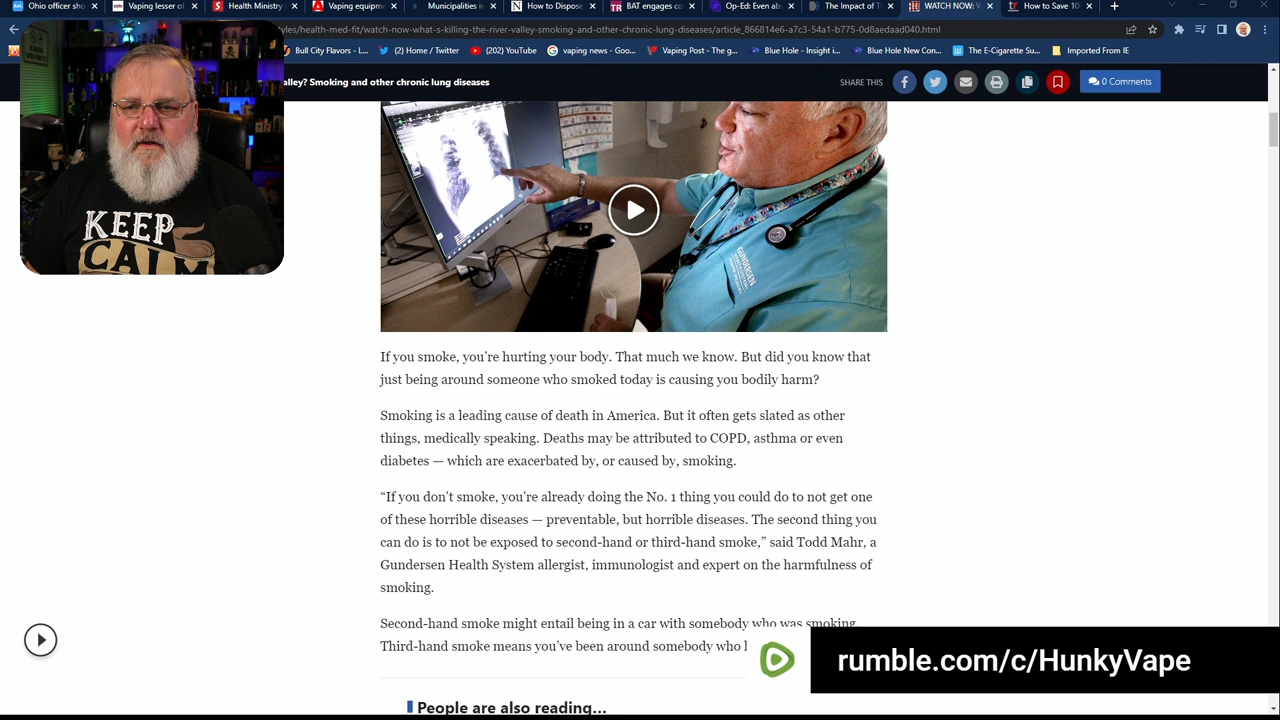 Ohio officer sho
Vaping lesser of
Health Ministry
Vaping equipme
Municipalities in
How to Dispose
BAT engages co
Op-Ed: Even ab
The Impact of T
WATCH NOW: W
How to Save 10
yles/health-med-fit/watch-now-what-s-killing-the-river-valley-smoking-and-other-chronic-lung-diseases/article_866814e6-a7c3-54a1-b775-0d8aedaad040.html
Bull City Flavors - I...
(2) Home / Twitter
(202) YouTube
vaping news - Goo...
Vaping Post - The g...
Blue Hole - Insight i...
Blue Hole New Con...
The E-Cigarette Su...
Imported From IE
alley? Smoking and other chronic lung diseases
SHARE THIS
0 Comments
KEEP
CALM
GUNDERSEN
If you smoke, you’re hurting your body. That much we know. But did you know that
just being around someone who smoked today is causing you bodily harm?
Smoking is a leading cause of death in America. But it often gets slated as other
things, medically speaking. Deaths may be attributed to COPD, asthma or even
diabetes — which are exacerbated by, or caused by, smoking.
“If you don’t smoke, you’re already doing the No. 1 thing you could do to not get one
of these horrible diseases — preventable, but horrible diseases. The second thing you
can do is to not be exposed to second-hand or third-hand smoke,” said Todd Mahr, a
Gundersen Health System allergist, immunologist and expert on the harmfulness of
smoking.
Second-hand smoke might entail being in a car with somebody who was smoking.
Third-hand smoke means you’ve been around somebody who
rumble.com/c/HunkyVape
People are also reading...